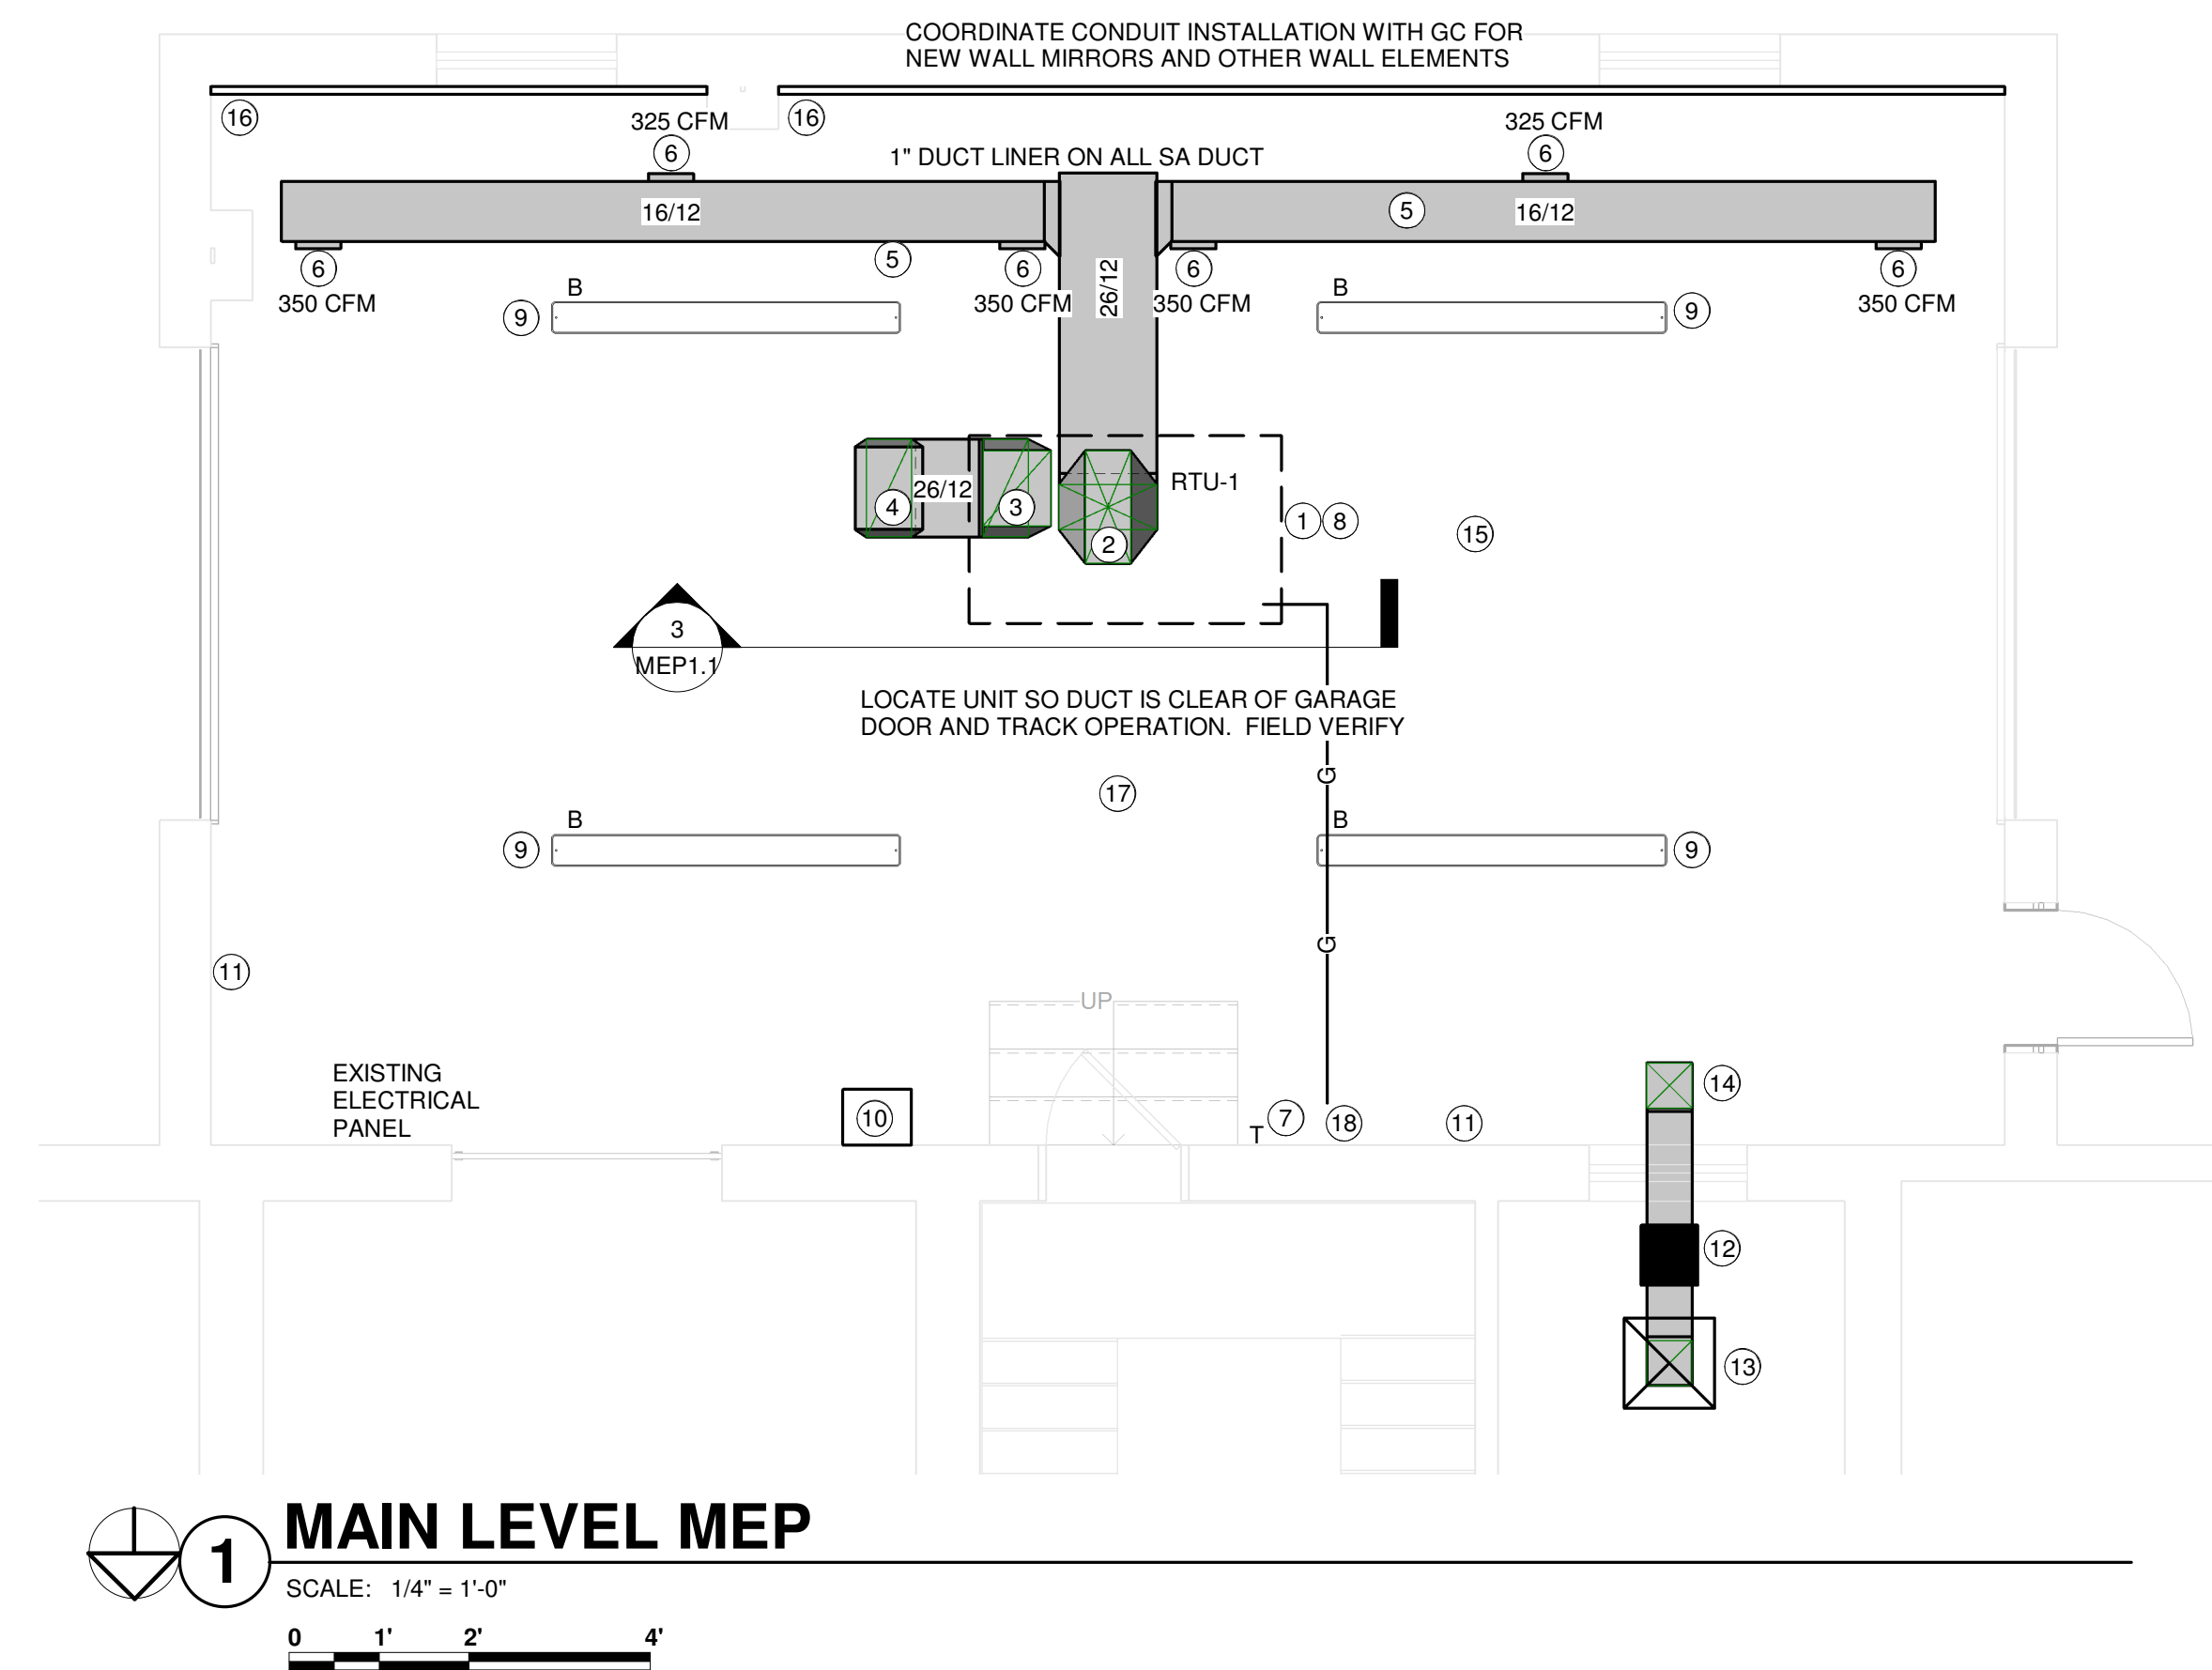 COORDINATE CONDUIT INSTALLATION WITH GC FOR
NEW WALL MIRRORS AND OTHER WALL ELEMENTS
16
325 CFM
6
16
325 CFM
6
1" DUCT LINER ON ALL SA DUCT
16/12
5
16/12
5
6
350 CFM
6
350 CFM
26/12
6
350 CFM
6
350 CFM
B
9
B
9
RTU-1
4
26/12
3
2
1
8
15
3
MEP1.1
LOCATE UNIT SO DUCT IS CLEAR OF GARAGE
DOOR AND TRACK OPERATION. FIELD VERIFY
G
17
B
9
B
9
G
11
UP
EXISTING
ELECTRICAL
PANEL
10
T
7
18
11
14
12
13
1
MAIN LEVEL MEP
SCALE: 1/4" = 1'-0"
0 1' 2' 4'